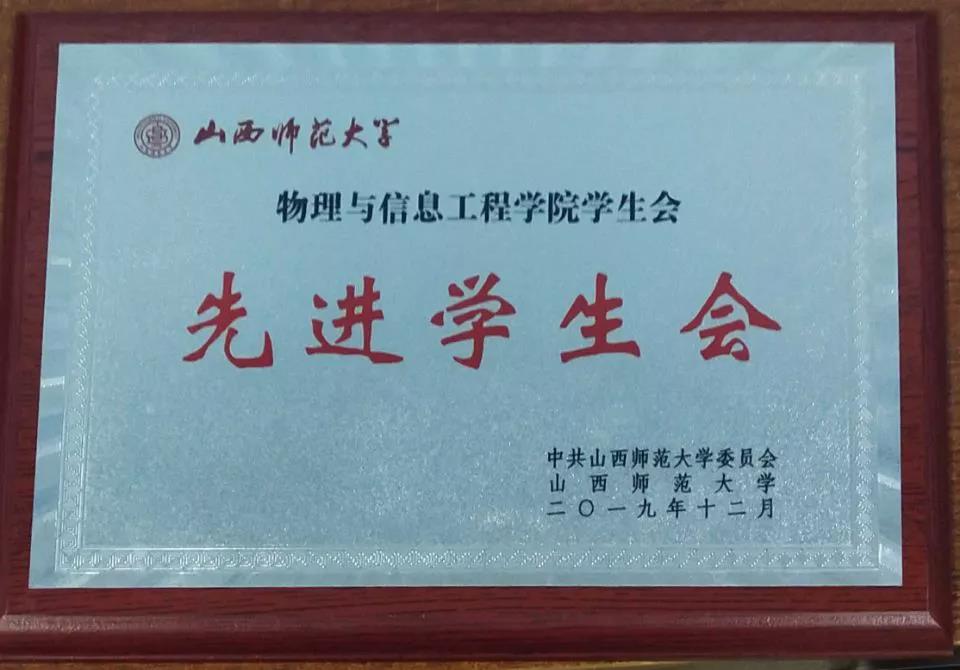 山西师范大学
物理与信息工程学院学生会
先进学生会
中共山西师范大学委员会
山西师范大学
二〇一九年十二月